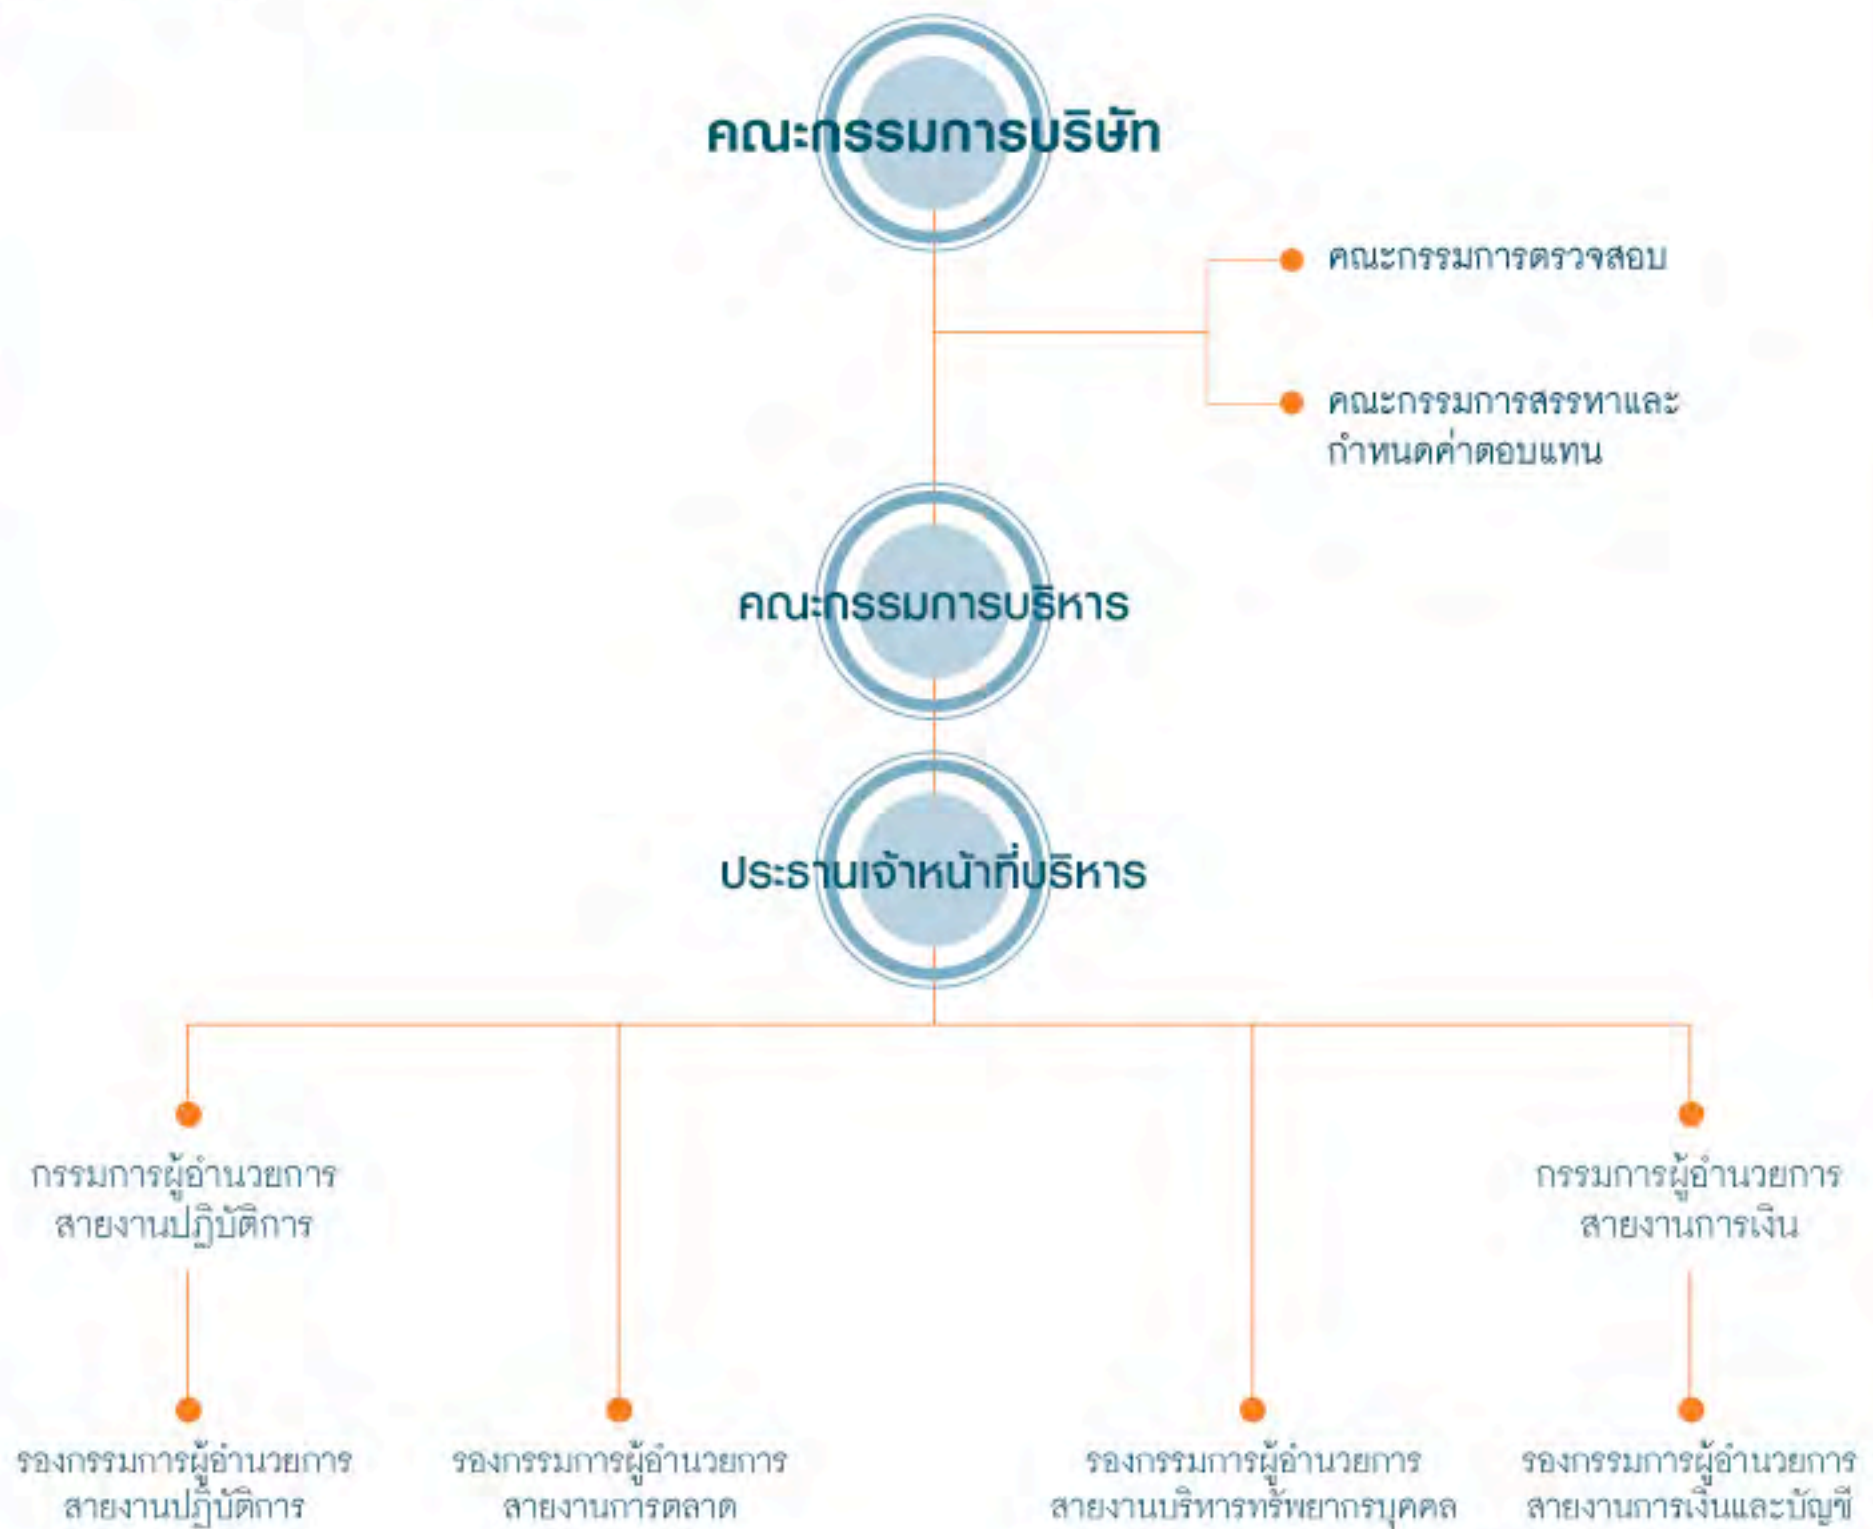 คณะกรรมการบริษัท
คณะกรรมการตรวจสอบ
คณะกรรมการสรรหาและ
กำหนดค่าตอบแทน
คณะกรรมการบริหาร
ประธานเจ้าหน้าที่บริหาร
กรรมการผู้อำนวยการ
สายงานปฏิบัติการ
กรรมการผู้อำนวยการ
สายงานการเงิน
รองกรรมการผู้อำนวยการ
สายงานปฏิบัติการ
รองกรรมการผู้อำนวยการ
สายงานการตลาด
รองกรรมการผู้อำนวยการ
สายงานบริหารทรัพยากรบุคคล
รองกรรมการผู้อำนวยการ
สายงานการเงินและบัญชี